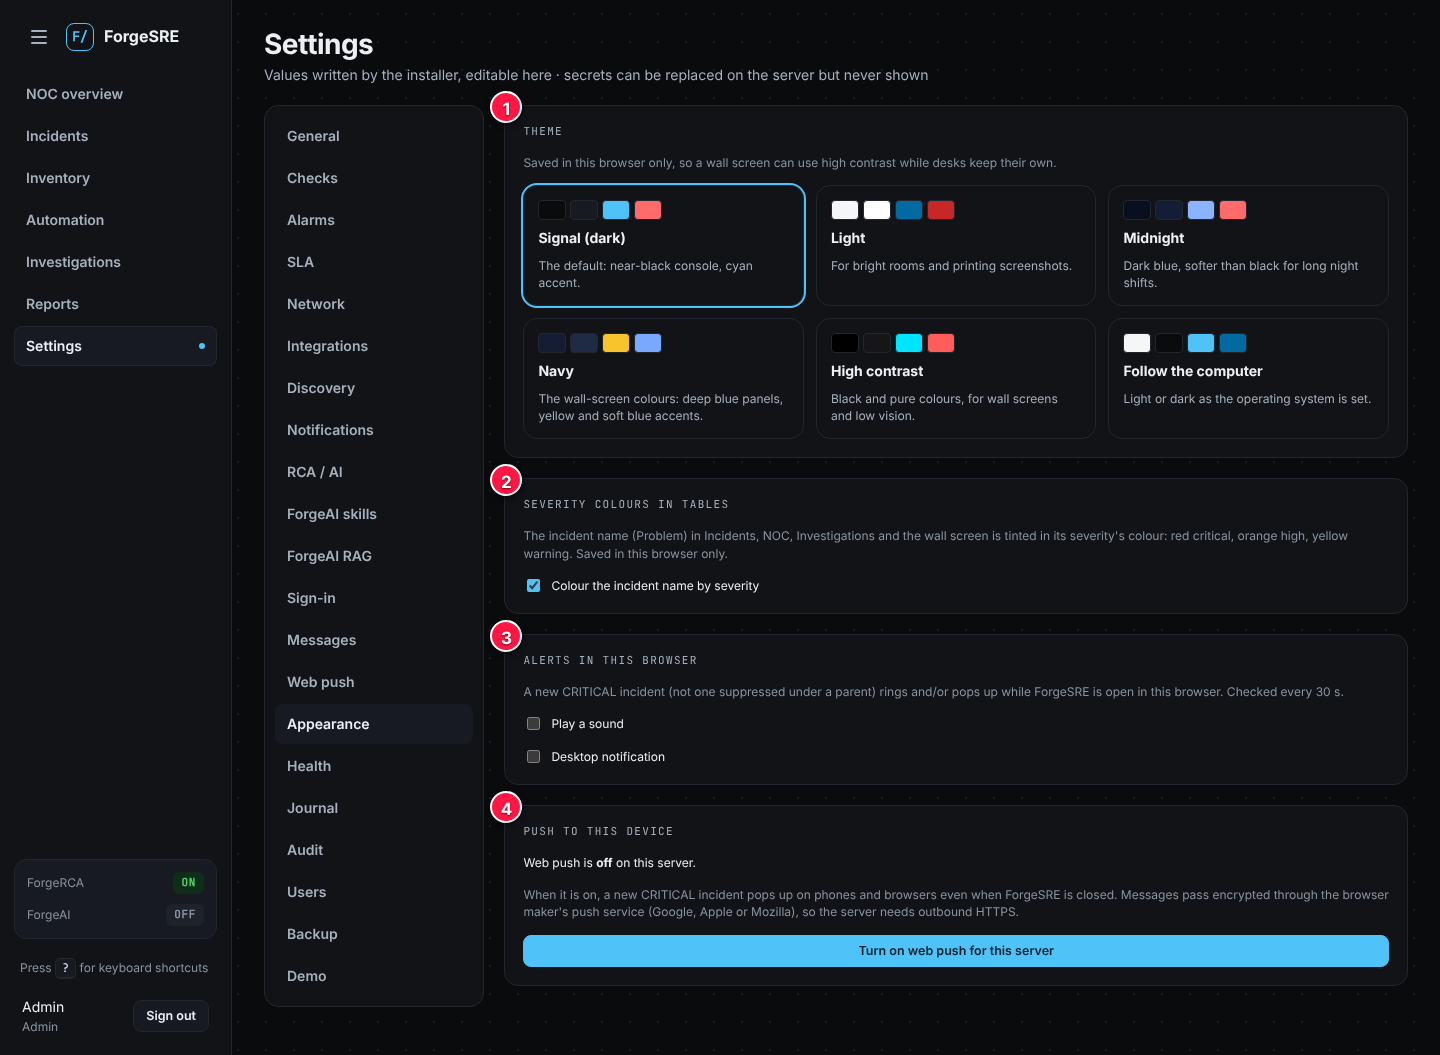 F/ ForgeSRE
NOC overview
Incidents
Inventory
Automation
Investigations
Reports
Settings
ForgeRCA ON
ForgeAI OFF
Press ? for keyboard shortcuts
Admin
Admin
Sign out
Settings
Values written by the installer, editable here · secrets can be replaced on the server but never shown
General
Checks
Alarms
SLA
Network
Integrations
Discovery
Notifications
RCA / AI
ForgeAI skills
ForgeAI RAG
Sign-in
Messages
Web push
Appearance
Health
Journal
Audit
Users
Backup
Demo
1
THEME
Saved in this browser only, so a wall screen can use high contrast while desks keep their own.
Signal (dark)
The default: near-black console, cyan
accent.
Light
For bright rooms and printing screenshots.
Midnight
Dark blue, softer than black for long night
shifts.
Navy
The wall-screen colours: deep blue panels,
yellow and soft blue accents.
High contrast
Black and pure colours, for wall screens
and low vision.
Follow the computer
Light or dark as the operating system is set.
2
SEVERITY COLOURS IN TABLES
The incident name (Problem) in Incidents, NOC, Investigations and the wall screen is tinted in its severity's colour: red critical, orange high, yellow
warning. Saved in this browser only.
Colour the incident name by severity
3
ALERTS IN THIS BROWSER
A new CRITICAL incident (not one suppressed under a parent) rings and/or pops up while ForgeSRE is open in this browser. Checked every 30 s.
Play a sound
Desktop notification
4
PUSH TO THIS DEVICE
Web push is off on this server.
When it is on, a new CRITICAL incident pops up on phones and browsers even when ForgeSRE is closed. Messages pass encrypted through the browser
maker's push service (Google, Apple or Mozilla), so the server needs outbound HTTPS.
Turn on web push for this server